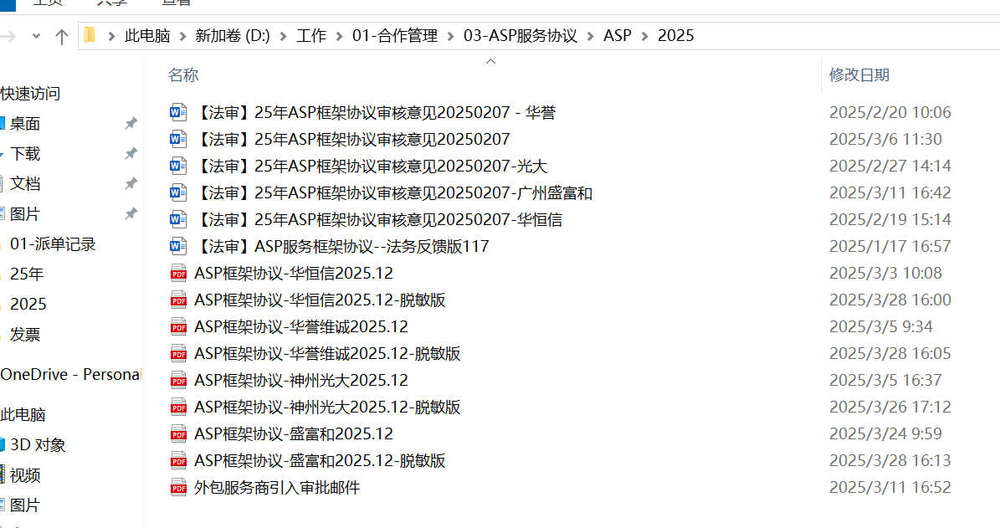 主页 共享 查看
此电脑 新加卷 (D:) 工作 01-合作管理 03-ASP服务协议 ASP 2025
名称 修改日期
快速访问
桌面
下载
文档
图片
01-派单记录
25年
2025
发票
OneDrive - Personal
此电脑
3D 对象
视频
图片
【法审】25年ASP框架协议审核意见20250207 - 华誉 2025/2/20 10:06
【法审】25年ASP框架协议审核意见20250207 2025/3/6 11:30
【法审】25年ASP框架协议审核意见20250207-光大 2025/2/27 14:14
【法审】25年ASP框架协议审核意见20250207-广州盛富和 2025/3/11 16:42
【法审】25年ASP框架协议审核意见20250207-华恒信 2025/2/19 15:14
【法审】ASP服务框架协议--法务反馈版117 2025/1/17 16:57
ASP框架协议-华恒信2025.12 2025/3/3 10:08
ASP框架协议-华恒信2025.12-脱敏版 2025/3/28 16:00
ASP框架协议-华誉维诚2025.12 2025/3/5 9:34
ASP框架协议-华誉维诚2025.12-脱敏版 2025/3/28 16:05
ASP框架协议-神州光大2025.12 2025/3/5 16:37
ASP框架协议-神州光大2025.12-脱敏版 2025/3/26 17:12
ASP框架协议-盛富和2025.12 2025/3/24 9:59
ASP框架协议-盛富和2025.12-脱敏版 2025/3/28 16:13
外包服务商引入审批邮件 2025/3/11 16:52